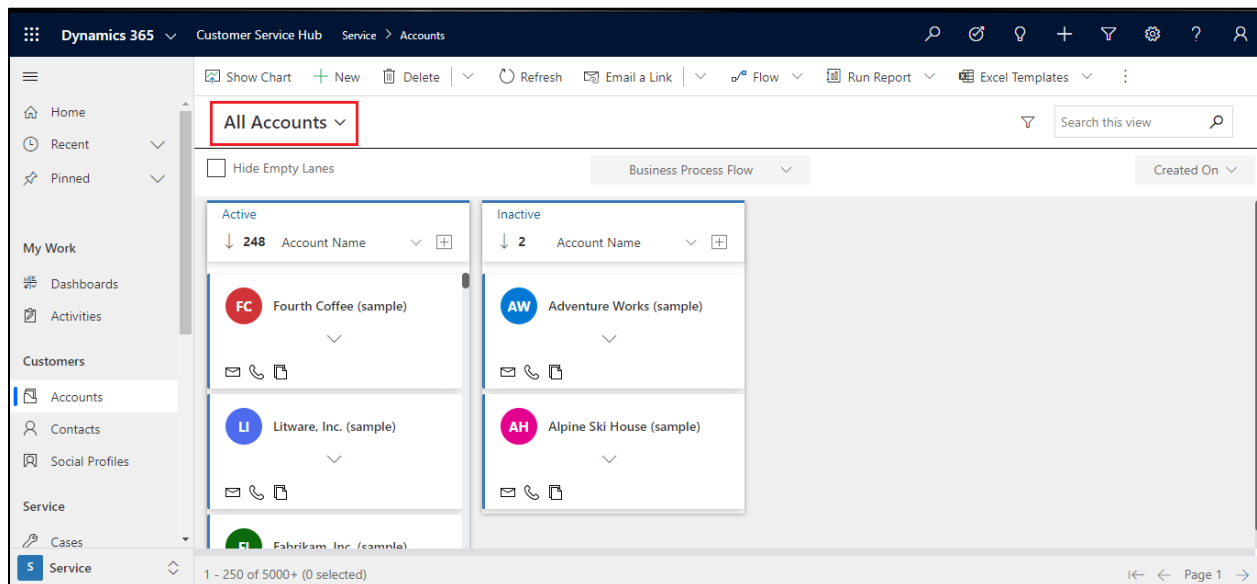 Dynamics 365 Customer Service Hub Service > Accounts
Show Chart New Delete Refresh Email a Link Flow Run Report Excel Templates
Home
Recent
Pinned
My Work
Dashboards
Activities
Customers
Accounts
Contacts
Social Profiles
Service
Cases
S Service
All Accounts
Search this view
Hide Empty Lanes
Business Process Flow
Created On
Active
248 Account Name
FC Fourth Coffee (sample)
LI Litware, Inc. (sample)
FI Fabrikam, Inc. (sample)
Inactive
2 Account Name
AW Adventure Works (sample)
AH Alpine Ski House (sample)
1 - 250 of 5000+ (0 selected)
Page 1